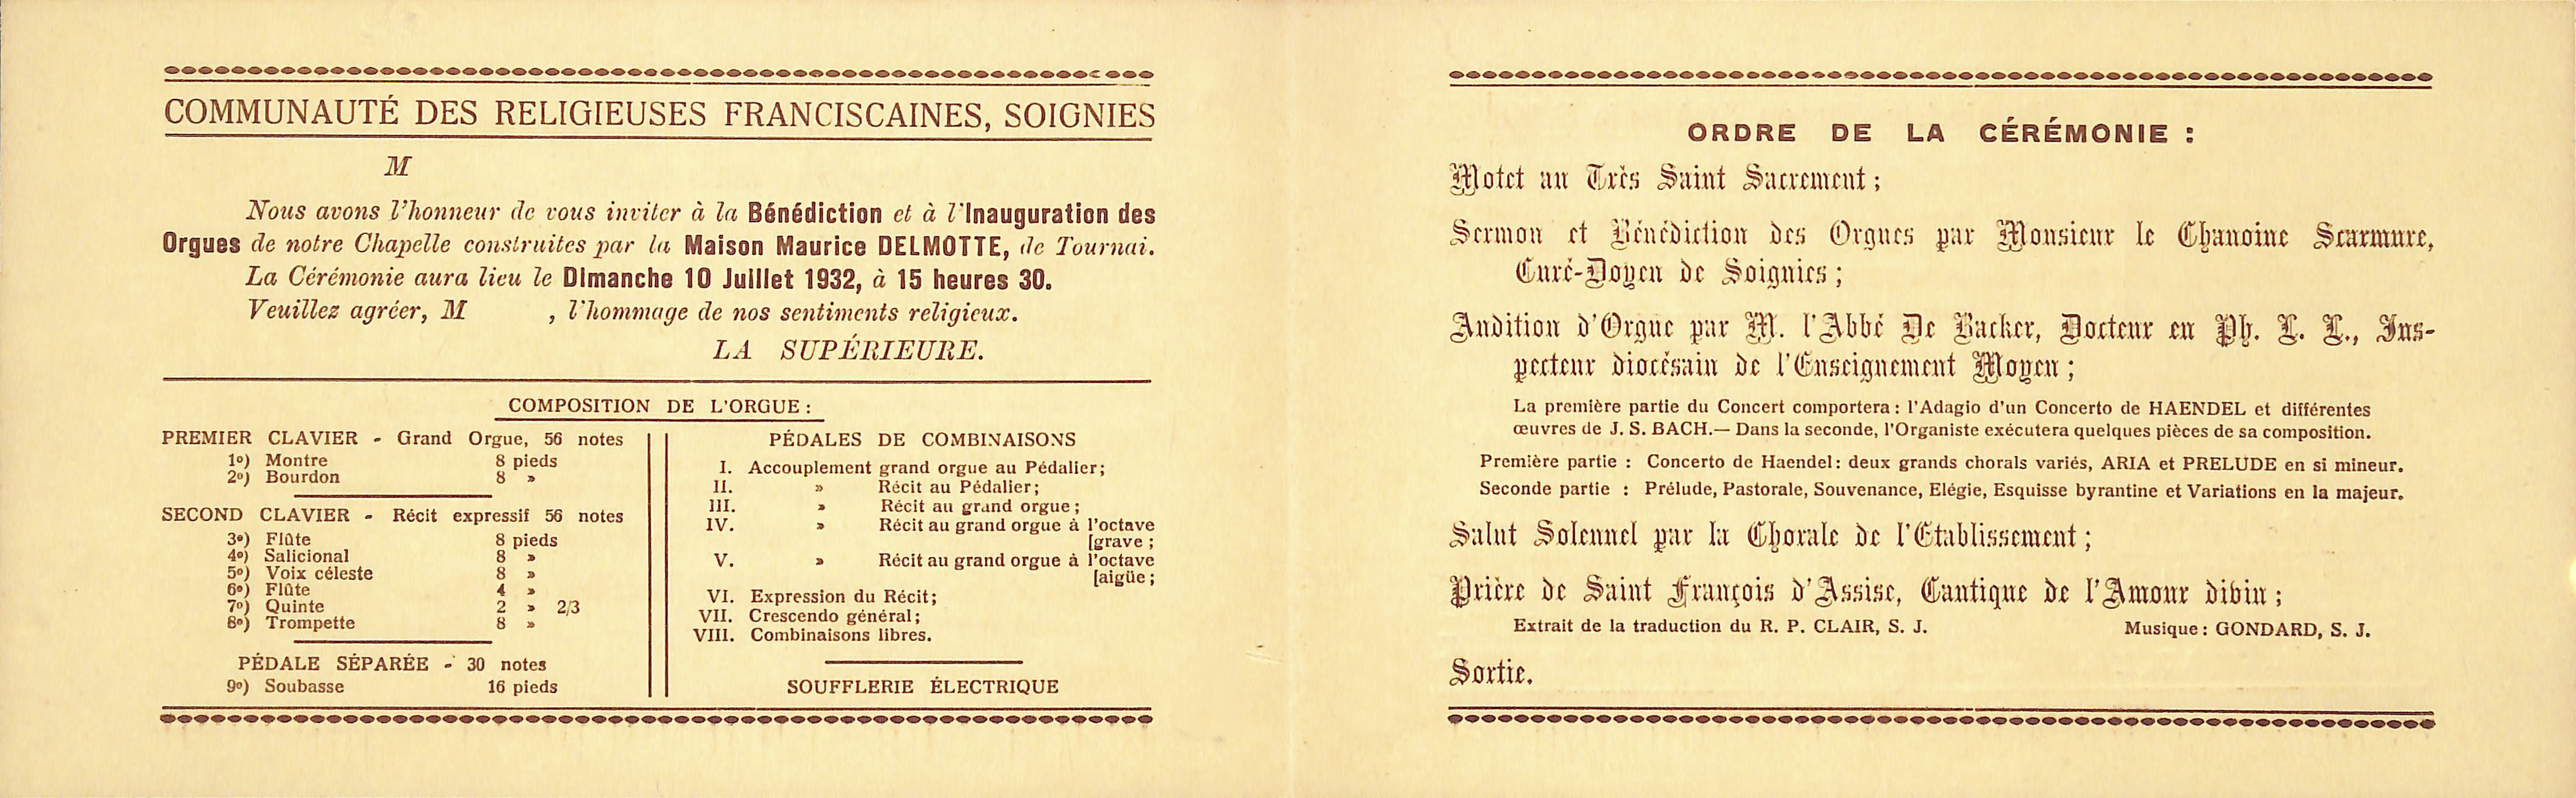 COMMUNAUTÉ DES RELIGIEUSES FRANCISCAINES, SOIGNIES
M
Nous avons l'honneur de vous inviter à la Bénédiction et à l'Inauguration des
Orgues de notre Chapelle construites par la Maison Maurice DELMOTTE, de Tournai.
La Cérémonie aura lieu le Dimanche 10 Juillet 1932, à 15 heures 30.
Veuillez agréer, M , l'hommage de nos sentiments religieux.
LA SUPÉRIEURE.
COMPOSITION DE L'ORGUE :
PREMIER CLAVIER - Grand Orgue, 56 notes
1º) Montre 8 pieds
2º) Bourdon 8 »
SECOND CLAVIER - Récit expressif 56 notes
3º) Flûte 8 pieds
4º) Salicional 8 »
5º) Voix céleste 8 »
6º) Flûte 4 »
7º) Quinte 2 » 2/3
8º) Trompette 8 »
PÉDALE SÉPARÉE - 30 notes
9º) Soubasse 16 pieds
PÉDALES DE COMBINAISONS
I. Accouplement grand orgue au Pédalier;
II. » Récit au Pédalier;
III. » Récit au grand orgue;
IV. » Récit au grand orgue à l'octave
[grave ;
V. » Récit au grand orgue à l'octave
[aigüe ;
VI. Expression du Récit;
VII. Crescendo général;
VIII. Combinaisons libres.
SOUFFLERIE ÉLECTRIQUE
ORDRE DE LA CÉRÉMONIE :
Motet au Très Saint Sacrement ;
Sermon et Bénédiction des Orgues par Monsieur le Chanoine Scarmure,
Curé-Doyen de Soignies ;
Audition d'Orgue par M. l'Abbé De Backer, Docteur en Ph. L. L., Ins-
pecteur diocésain de l'Enseignement Moyen ;
La première partie du Concert comportera : l'Adagio d'un Concerto de HAENDEL et différentes
œuvres de J. S. BACH.— Dans la seconde, l'Organiste exécutera quelques pièces de sa composition.
Première partie : Concerto de Haendel: deux grands chorals variés, ARIA et PRELUDE en si mineur.
Seconde partie : Prélude, Pastorale, Souvenance, Elégie, Esquisse byrantine et Variations en la majeur.
Salut Solennel par la Chorale de l'Etablissement ;
Prière de Saint François d'Assise, Cantique de l'Amour divin ;
Extrait de la traduction du R. P. CLAIR, S. J. Musique : GONDARD, S. J.
Sortie.